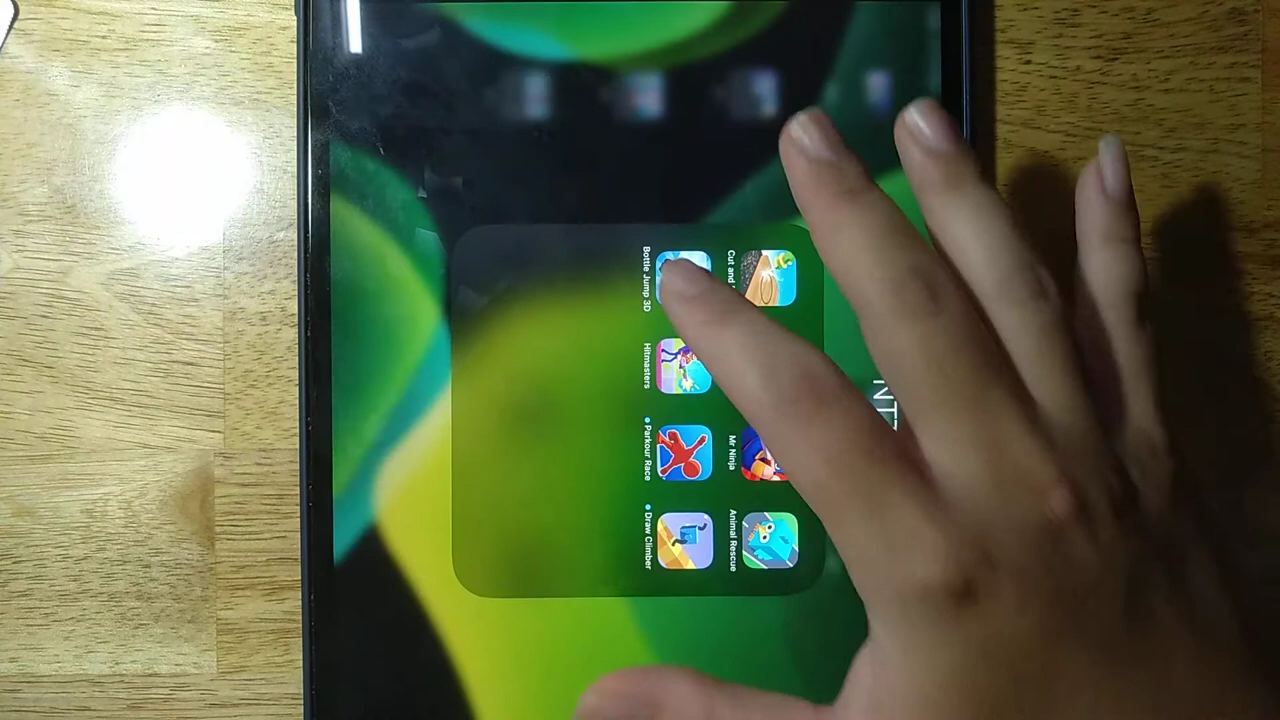 Cut and
Mr Ninja
Animal Rescue
Bottle Jump 3D
Hitmasters
Parkour Race
Draw Climber